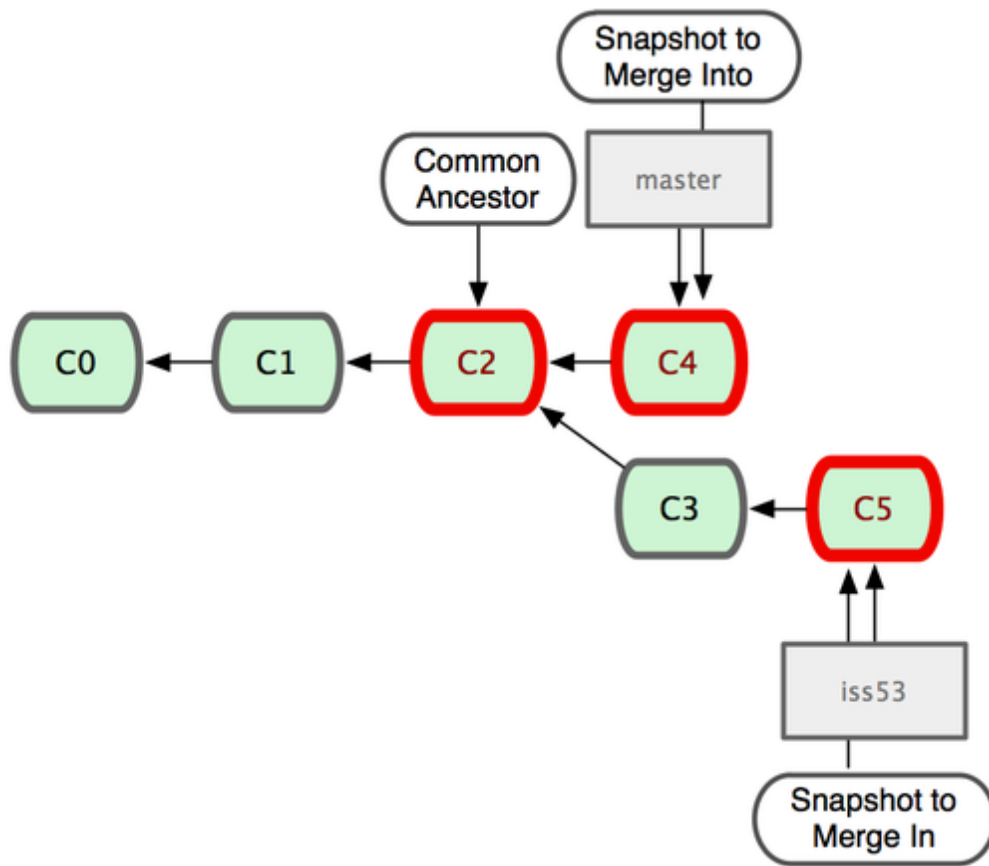 Snapshot to
Merge Into
Common
Ancestor
master
C0
C1
C2
C4
C3
C5
iss53
Snapshot to
Merge In